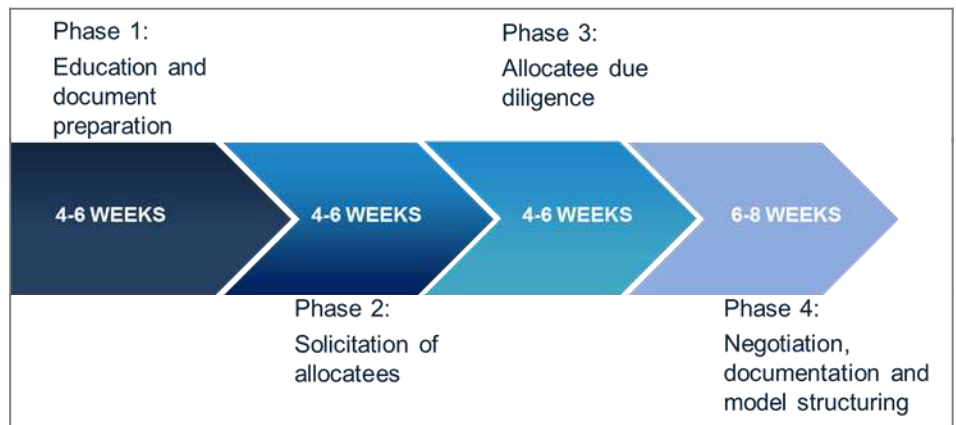 Phase 1:
Education and
document
preparation
Phase 3:
Allocatee due
diligence
4-6 WEEKS
4-6 WEEKS
4-6 WEEKS
6-8 WEEKS
Phase 2:
Solicitation of
allocatees
Phase 4:
Negotiation,
documentation and
model structuring